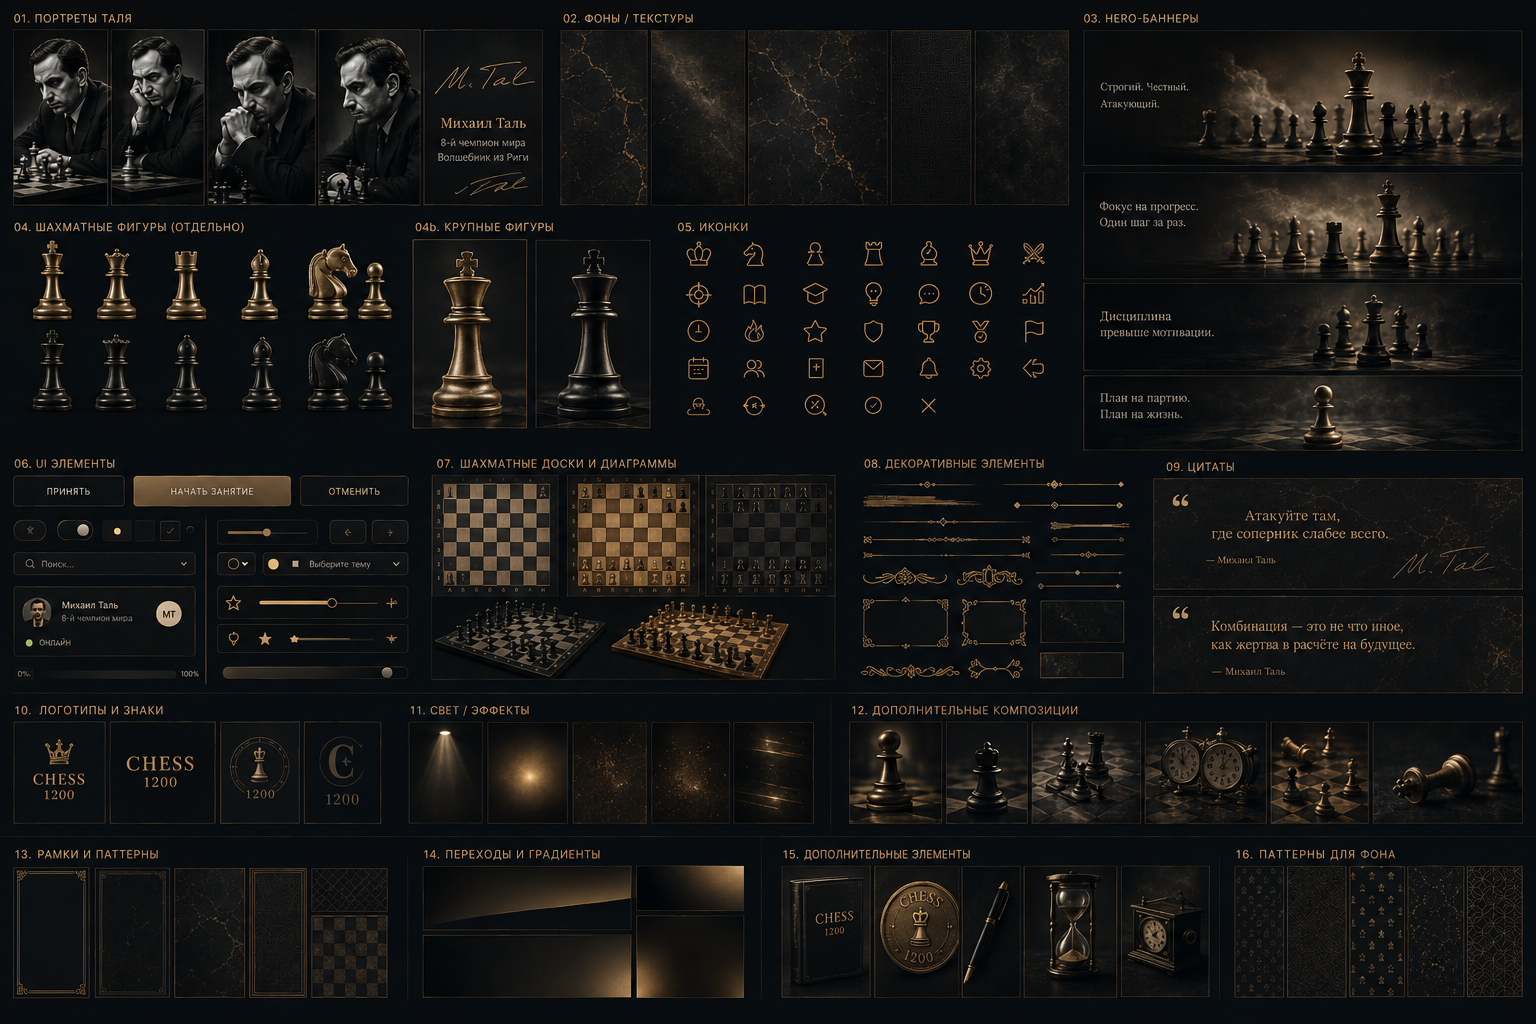 01. ПОРТРЕТЫ ТАЛЯ
M. Tal
Михаил Таль
8-й чемпион мира
Волшебник из Риги
Tal
02. ФОНЫ / ТЕКСТУРЫ
03. HERO-БАННЕРЫ
Строгий. Честный.
Атакующий.
Фокус на прогресс.
Один шаг за раз.
Дисциплина
превыше мотивации.
План на партию.
План на жизнь.
04. ШАХМАТНЫЕ ФИГУРЫ (ОТДЕЛЬНО)
04b. КРУПНЫЕ ФИГУРЫ
05. ИКОНКИ
06. UI ЭЛЕМЕНТЫ
ПРИНЯТЬ
НАЧАТЬ ЗАНЯТИЕ
ОТМЕНИТЬ
Поиск...
Выберите тему
Михаил Таль
8-й чемпион мира
МТ
ОНЛАЙН
0%
100%
07. ШАХМАТНЫЕ ДОСКИ И ДИАГРАММЫ
08. ДЕКОРАТИВНЫЕ ЭЛЕМЕНТЫ
09. ЦИТАТЫ
“
Атакуйте там,
где соперник слабее всего.
— Михаил Таль
M. Tal
“
Комбинация — это не что иное,
как жертва в расчёте на будущее.
— Михаил Таль
10. ЛОГОТИПЫ И ЗНАКИ
CHESS
1200
CHESS
1200
1200
C
1200
11. СВЕТ / ЭФФЕКТЫ
12. ДОПОЛНИТЕЛЬНЫЕ КОМПОЗИЦИИ
13. РАМКИ И ПАТТЕРНЫ
14. ПЕРЕХОДЫ И ГРАДИЕНТЫ
15. ДОПОЛНИТЕЛЬНЫЕ ЭЛЕМЕНТЫ
CHESS
1200
CHESS
1200
16. ПАТТЕРНЫ ДЛЯ ФОНА